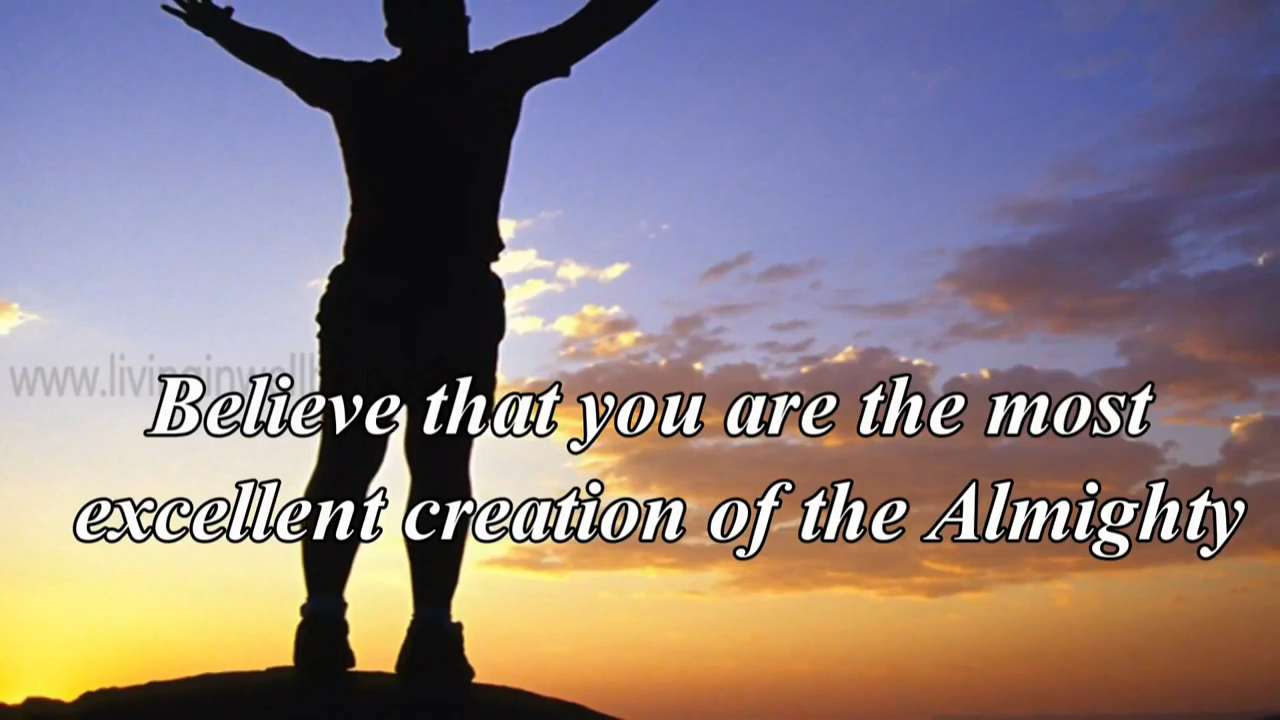 Believe that you are the most
excellent creation of the Almighty